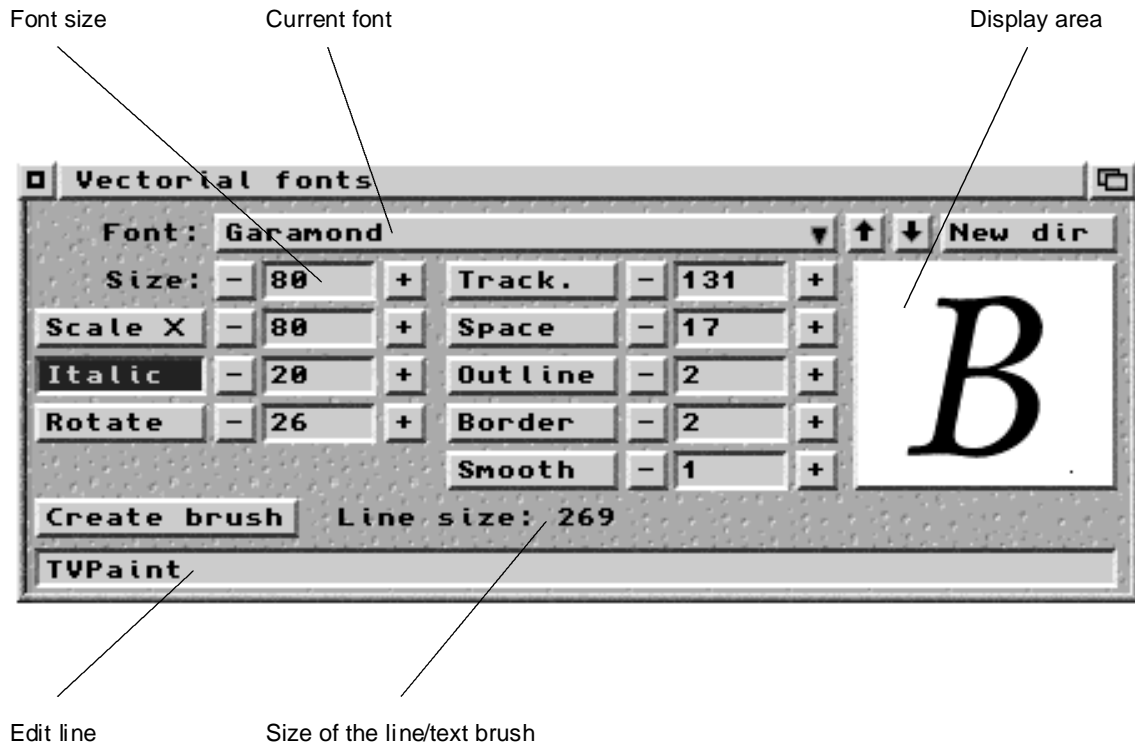 Font size Current font Display area
Vectorial fonts
Font: Garamond New dir
Size: - 80 + Track. - 131 +
Scale X - 80 + Space - 17 +
Italic - 20 + Outline - 2 +
Rotate - 26 + Border - 2 +
Smooth - 1 +
B
Create brush Line size: 269
TVPaint
Edit line Size of the line/text brush